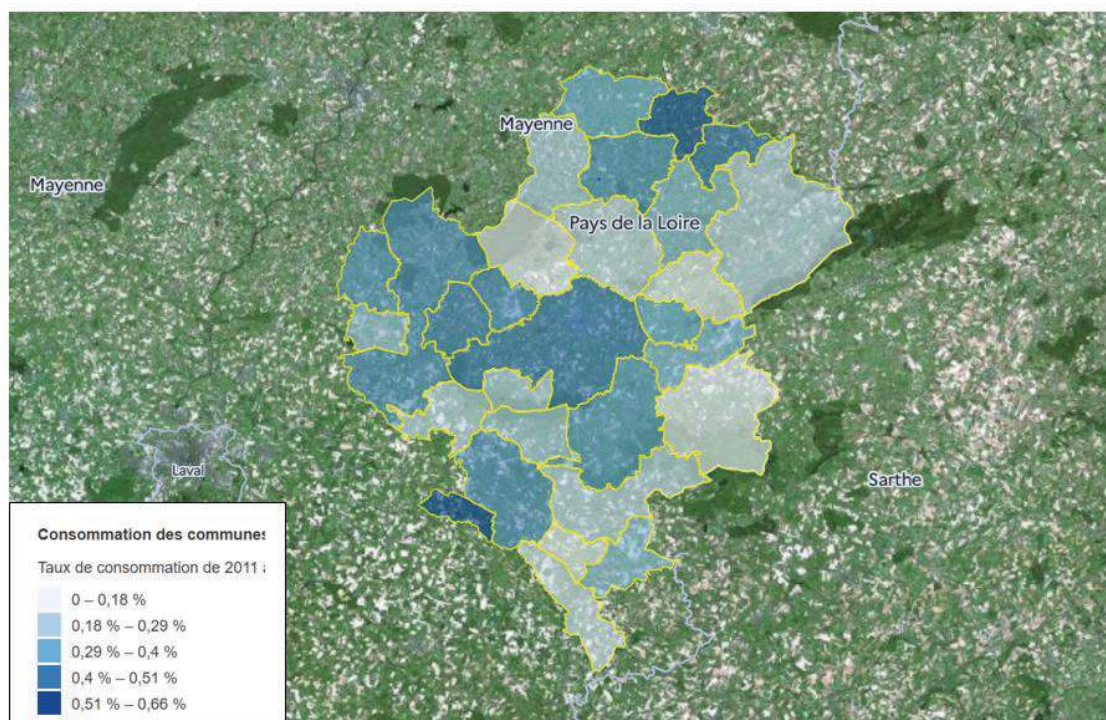 Mayenne
Mayenne
Pays de la Loire
Laval
Sarthe
Consommation des communes
Taux de consommation de 2011 à
0 – 0,18 %
0,18 % – 0,29 %
0,29 % – 0,4 %
0,4 % – 0,51 %
0,51 % – 0,66 %